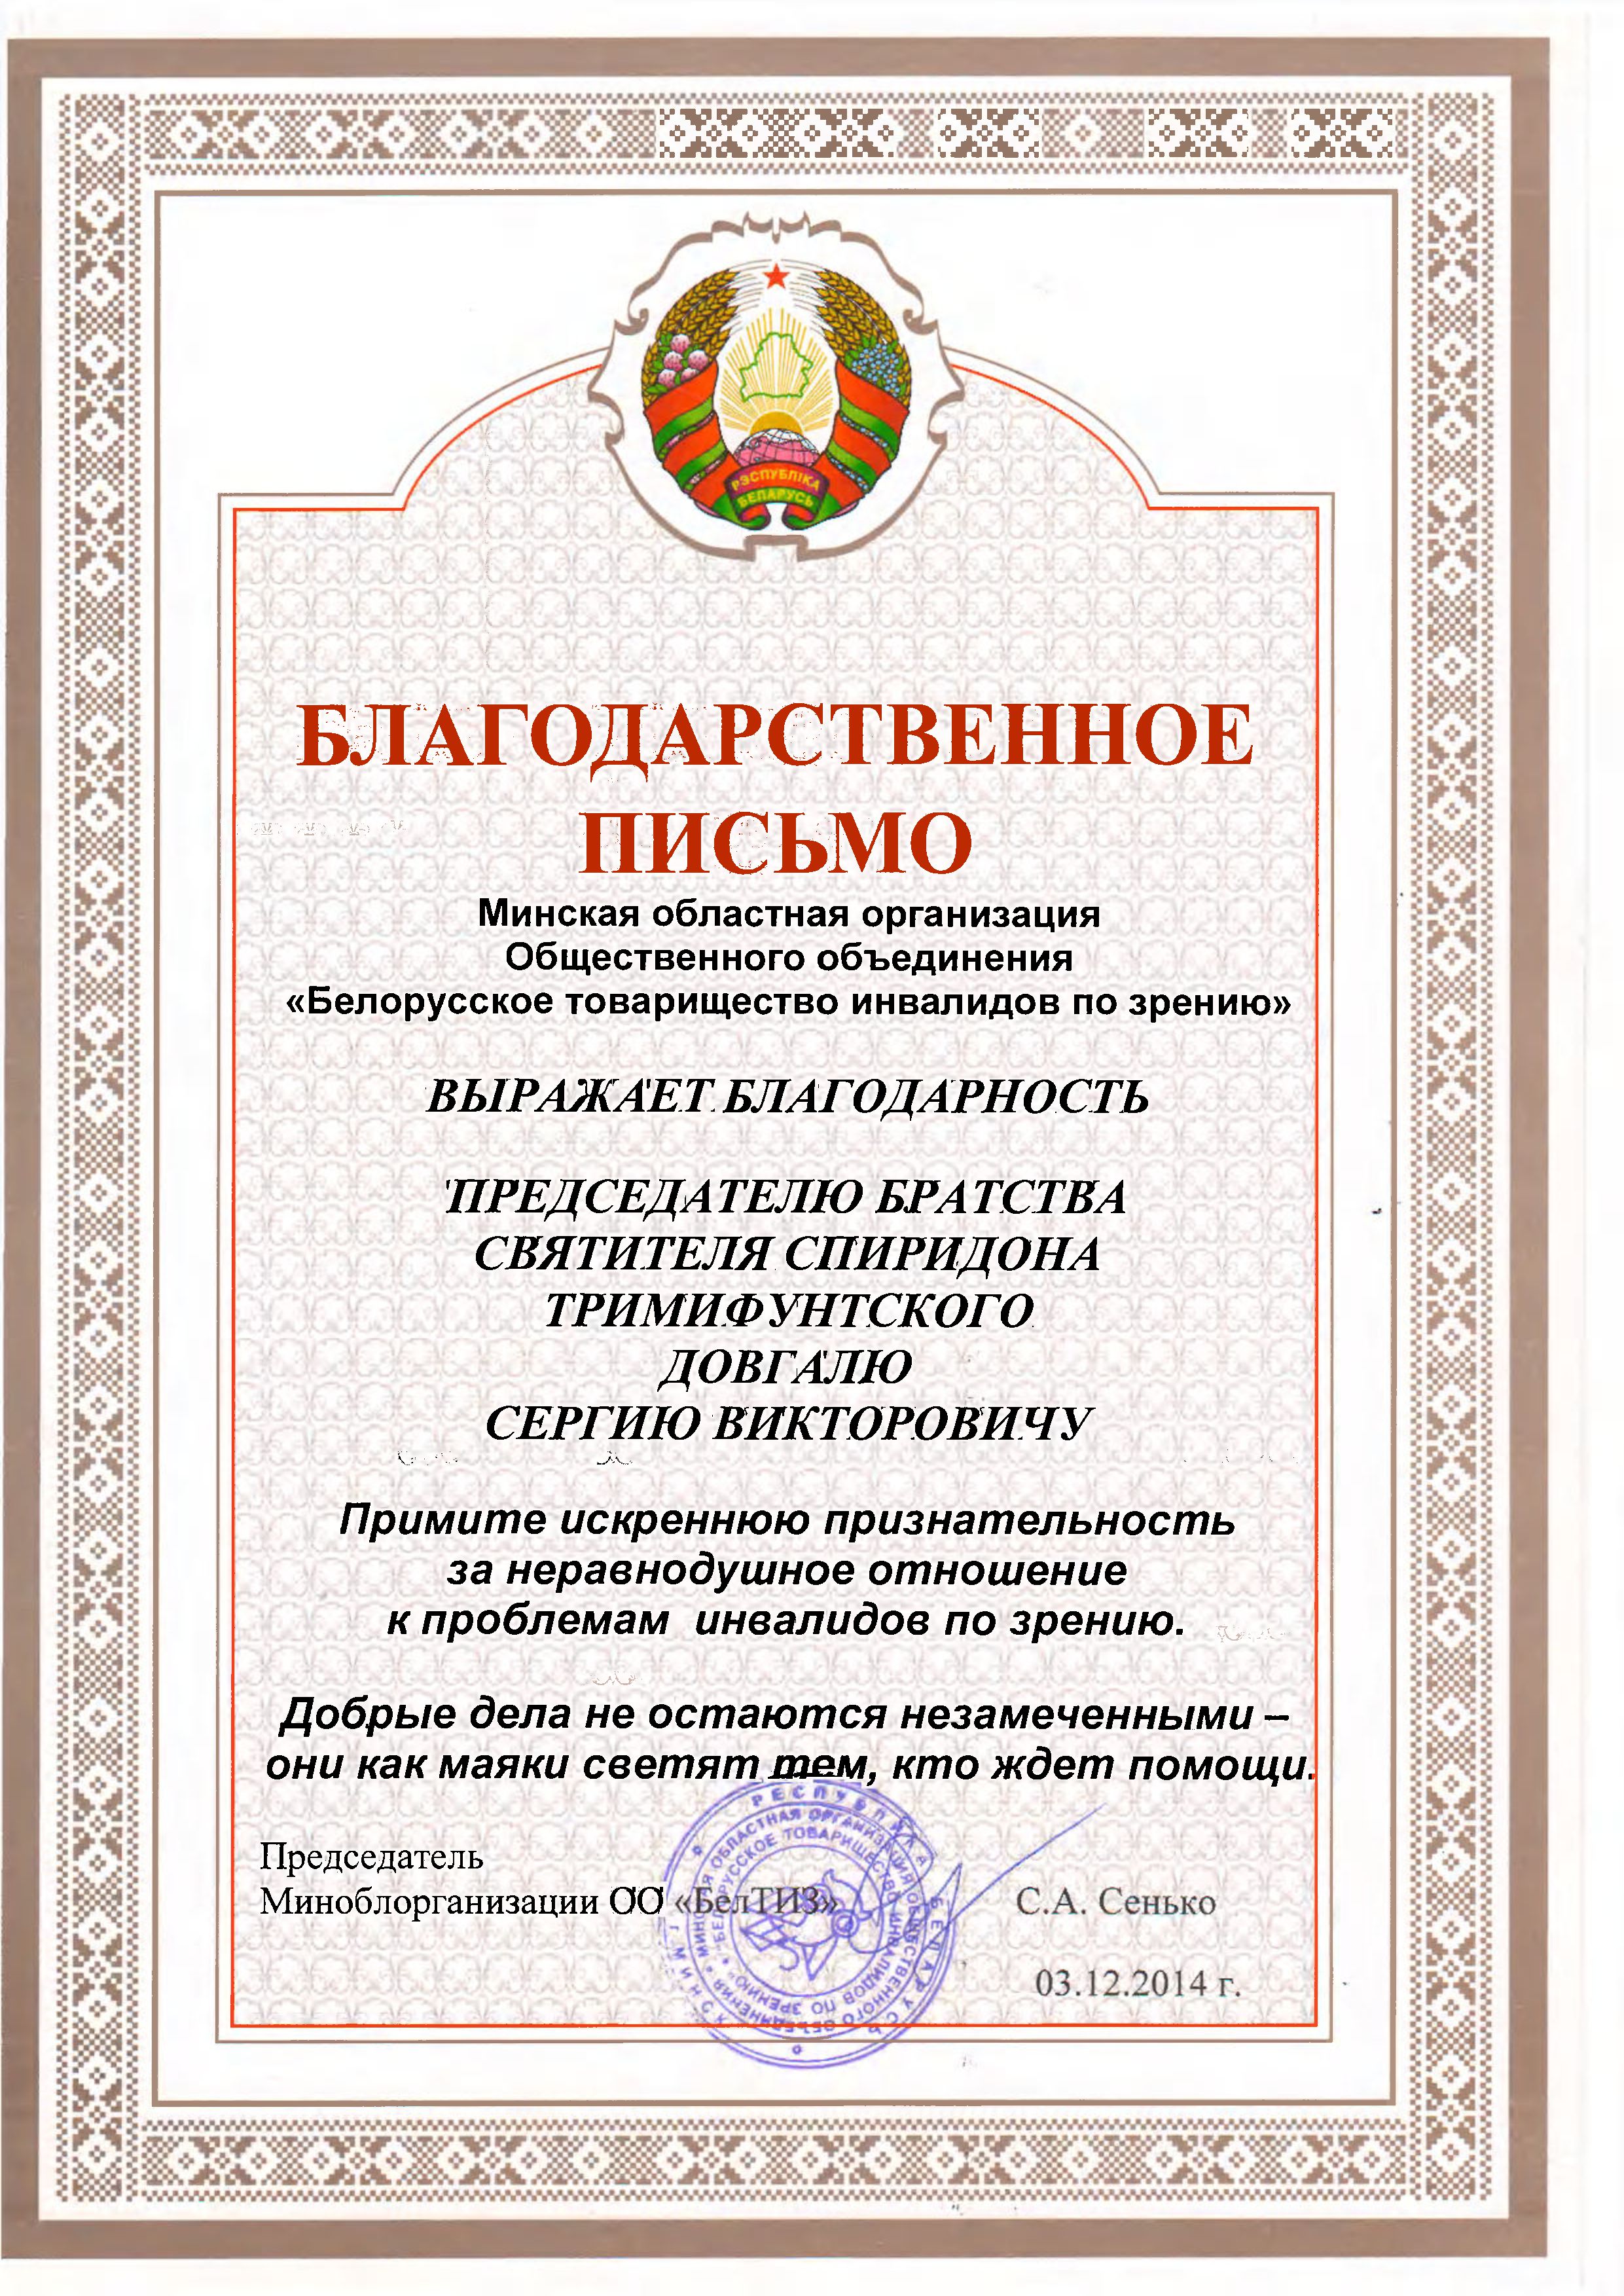 РЭСПУБЛІКА
БЕЛАРУСЬ
БЛАГОДАРСТВЕННОЕ
ПИСЬМО
Минская областная организация
Общественного объединения
«Белорусское товарищество инвалидов по зрению»
ВЫРАЖАЕТ БЛАГОДАРНОСТЬ
ПРЕДСЕДАТЕЛЮ БРАТСТВА
СВЯТИТЕЛЯ СПИРИДОНА
ТРИМИФУНТСКОГО
ДОВГАЛЮ
СЕРГИЮ ВИКТОРОВИЧУ
Примите искреннюю признательность
за неравнодушное отношение
к проблемам инвалидов по зрению.
Добрые дела не остаются незамеченными –
они как маяки светят тем, кто ждет помощи.
Председатель
Миноблорганизации ОО «БелТИЗ»
С.А. Сенько
03.12.2014 г.
РЕСПУБЛИКА БЕЛАРУСЬ
г. МИНСК
МИНСКАЯ ОБЛАСТНАЯ ОРГАНИЗАЦИЯ ОБЩЕСТВЕННОГО ОБЪЕДИНЕНИЯ
"БЕЛОРУССКОЕ ТОВАРИЩЕСТВО ИНВАЛИДОВ ПО ЗРЕНИЮ"